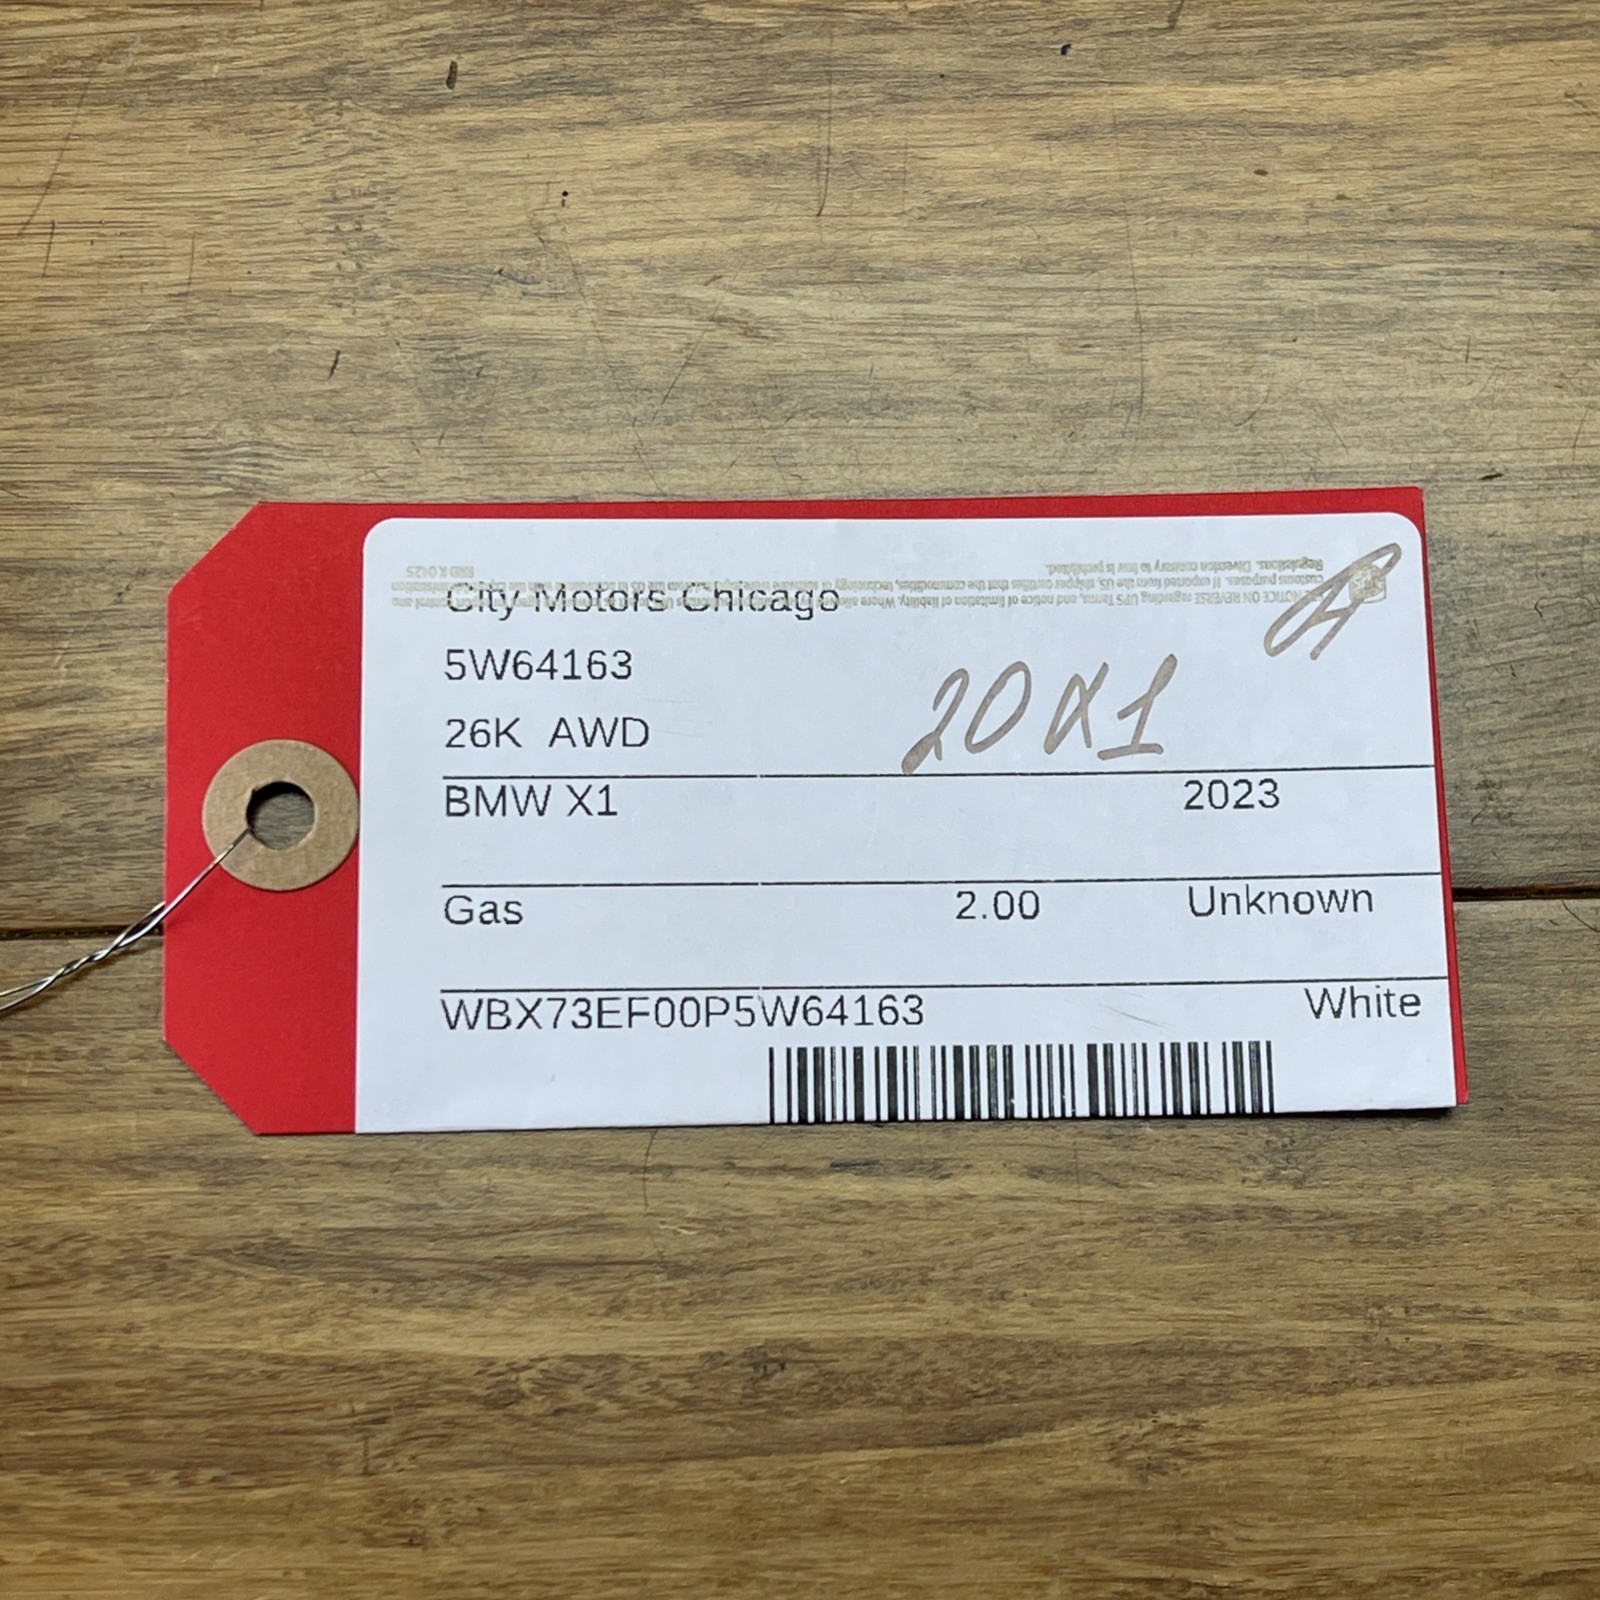 City Motors Chicago
5W64163
26K AWD
20X1
BMW X1 2023
Gas 2.00 Unknown
WBX73EF00P5W64163 White